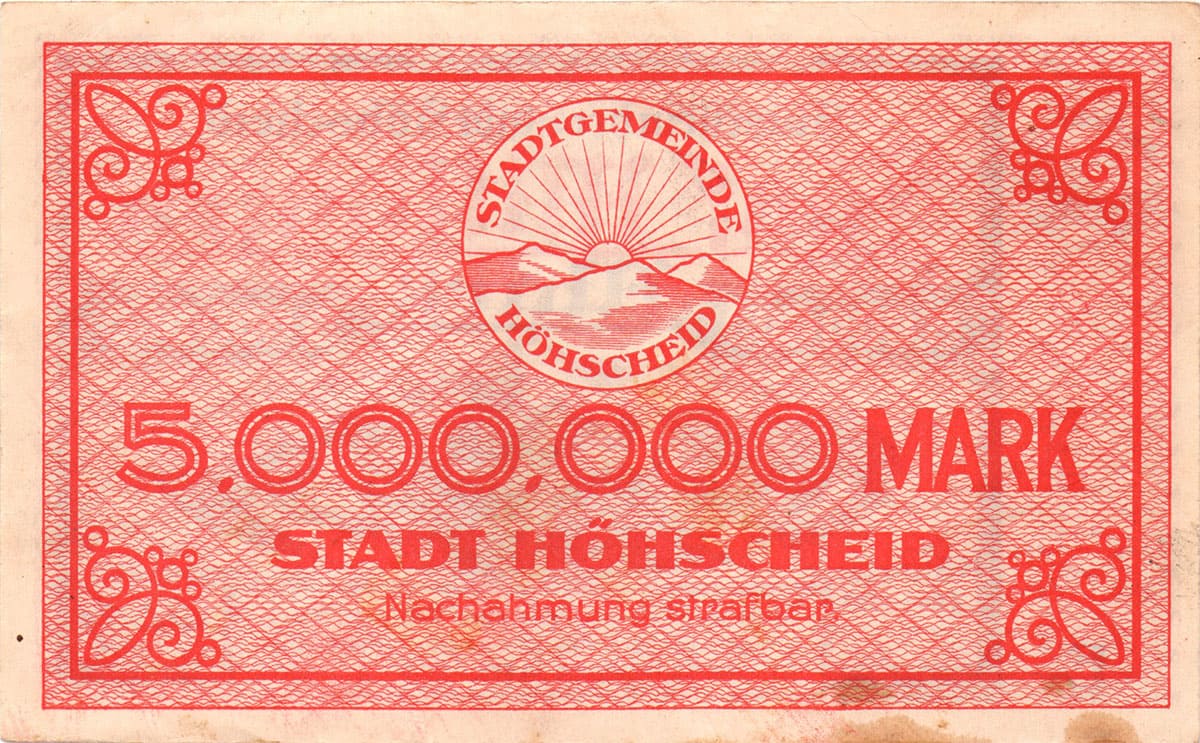 STADTGEMEINDE
HÖHSCHEID
5.000.000 MARK
STADT HÖHSCHEID
Nachahmung strafbar.